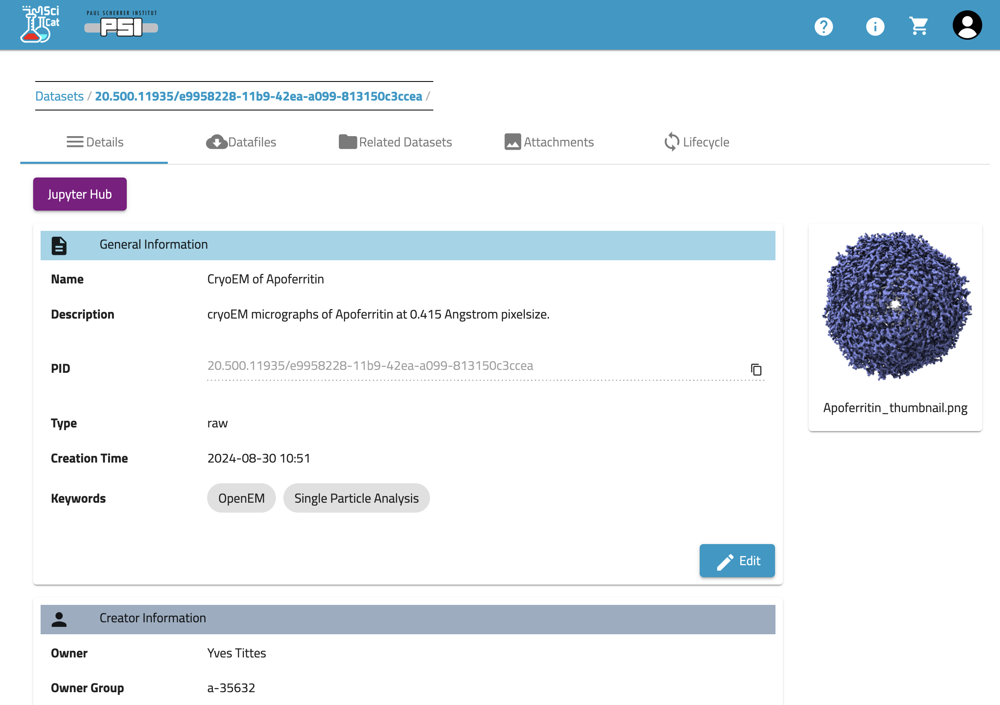 Sci
Cat
PAUL SCHERRER INSTITUT
PSI
Datasets / 20.500.11935/e9958228-11b9-42ea-a099-813150c3ccea /
Details Datafiles Related Datasets Attachments Lifecycle
Jupyter Hub
General Information
Name CryoEM of Apoferritin
Description cryoEM micrographs of Apoferritin at 0.415 Angstrom pixelsize.
PID 20.500.11935/e9958228-11b9-42ea-a099-813150c3ccea
Type raw
Creation Time 2024-08-30 10:51
Keywords OpenEM Single Particle Analysis
Edit
Apoferritin_thumbnail.png
Creator Information
Owner Yves Tittes
Owner Group a-35632